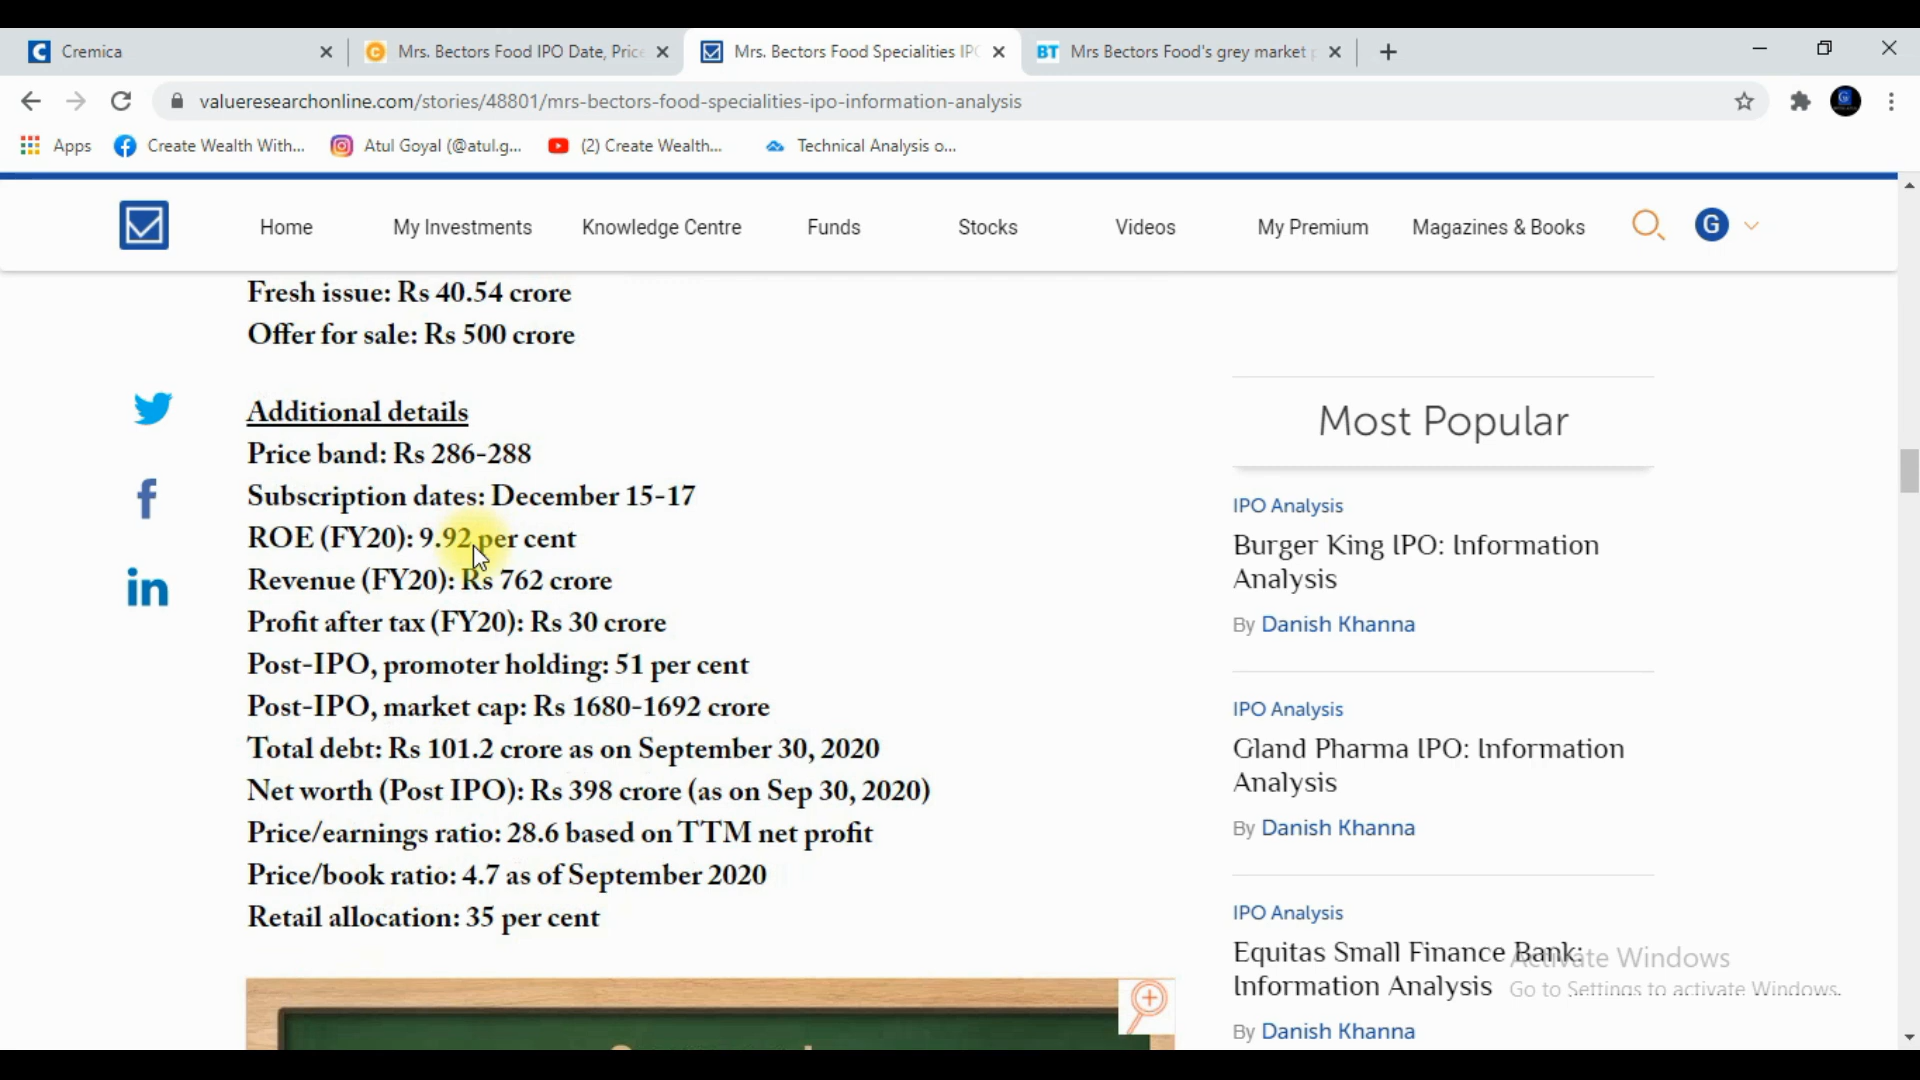 Cremica
Mrs. Bectors Food IPO Date, Price
Mrs. Bectors Food Specialities IPO
BT Mrs Bectors Food's grey market p
valueresearchonline.com/stories/48801/mrs-bectors-food-specialities-ipo-information-analysis
Apps
Create Wealth With...
Atul Goyal (@atul.g...
(2) Create Wealth...
Technical Analysis o...
Home
My Investments
Knowledge Centre
Funds
Stocks
Videos
My Premium
Magazines & Books
G
Fresh issue: Rs 40.54 crore
Offer for sale: Rs 500 crore
Additional details
Price band: Rs 286-288
Subscription dates: December 15-17
ROE (FY20): 9.92 per cent
Revenue (FY20): Rs 762 crore
Profit after tax (FY20): Rs 30 crore
Post-IPO, promoter holding: 51 per cent
Post-IPO, market cap: Rs 1680-1692 crore
Total debt: Rs 101.2 crore as on September 30, 2020
Net worth (Post IPO): Rs 398 crore (as on Sep 30, 2020)
Price/earnings ratio: 28.6 based on TTM net profit
Price/book ratio: 4.7 as of September 2020
Retail allocation: 35 per cent
Most Popular
IPO Analysis
Burger King IPO: Information
Analysis
By Danish Khanna
IPO Analysis
Gland Pharma IPO: Information
Analysis
By Danish Khanna
IPO Analysis
Equitas Small Finance Bank:
Information Analysis
By Danish Khanna
Activate Windows
Go to Settings to activate Windows.